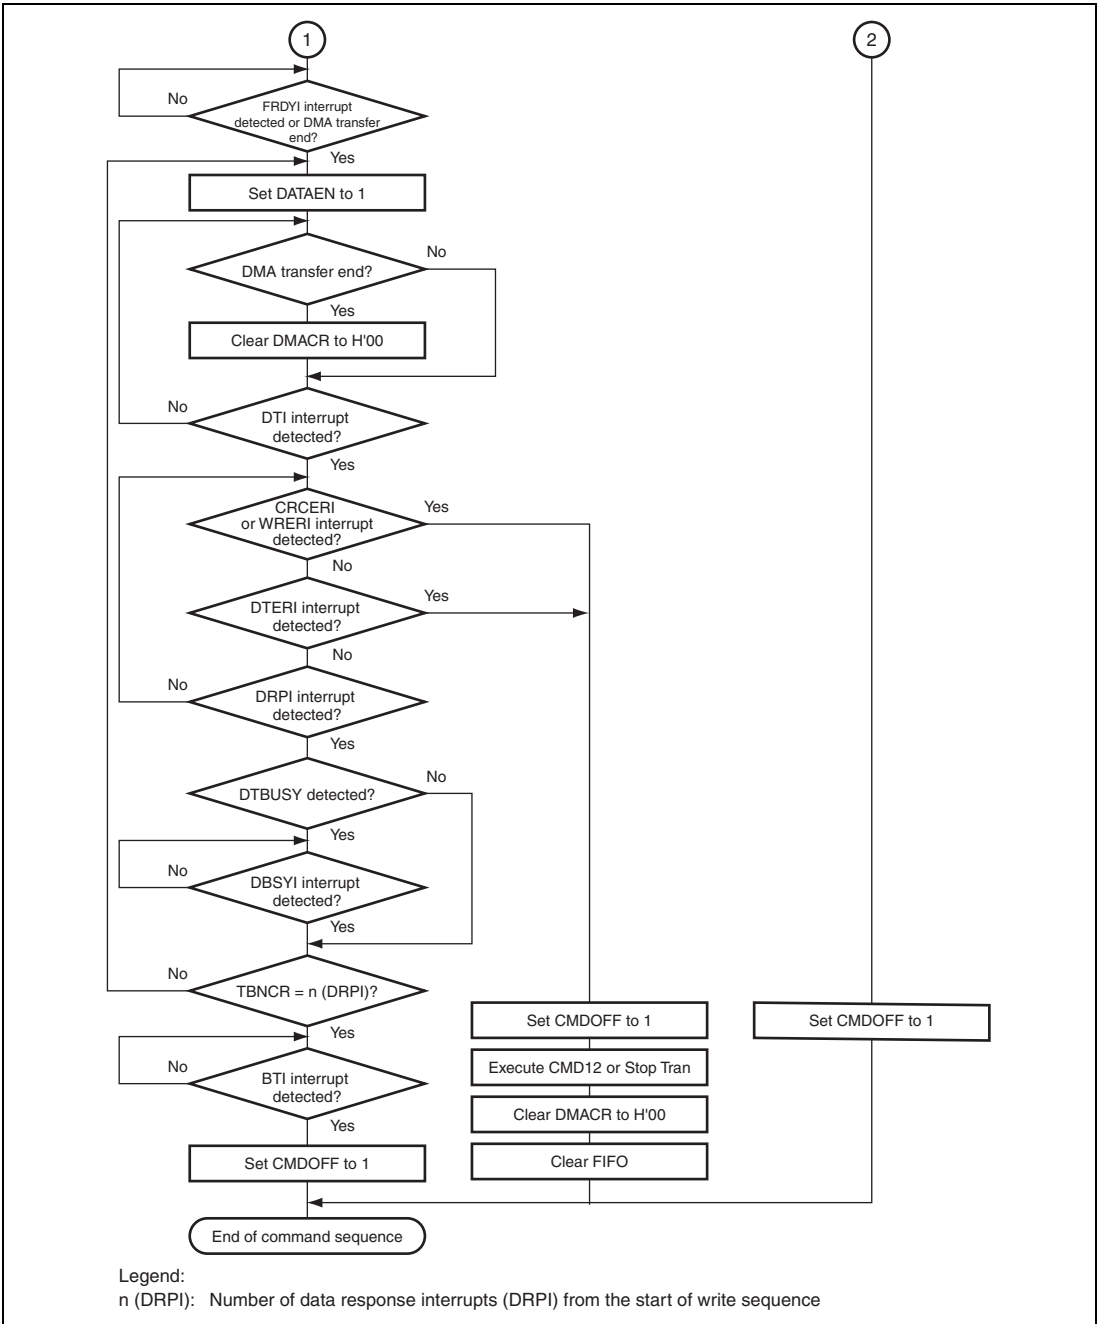 1
2
No
FRDYI interrupt
detected or DMA transfer
end?
Yes
Set DATAEN to 1
No
DMA transfer end?
Yes
Clear DMACR to H'00
No
DTI interrupt
detected?
Yes
CRCERI
or WRERI interrupt
detected?
Yes
No
DTERI interrupt
detected?
Yes
No
No
DRPI interrupt
detected?
Yes
No
DTBUSY detected?
Yes
No
DBSYI interrupt
detected?
Yes
No
TBNCR = n (DRPI)?
Yes
No
BTI interrupt
detected?
Yes
Set CMDOFF to 1
Set CMDOFF to 1
Execute CMD12 or Stop Tran
Clear DMACR to H'00
Clear FIFO
Set CMDOFF to 1
End of command sequence
Legend:
n (DRPI): Number of data response interrupts (DRPI) from the start of write sequence